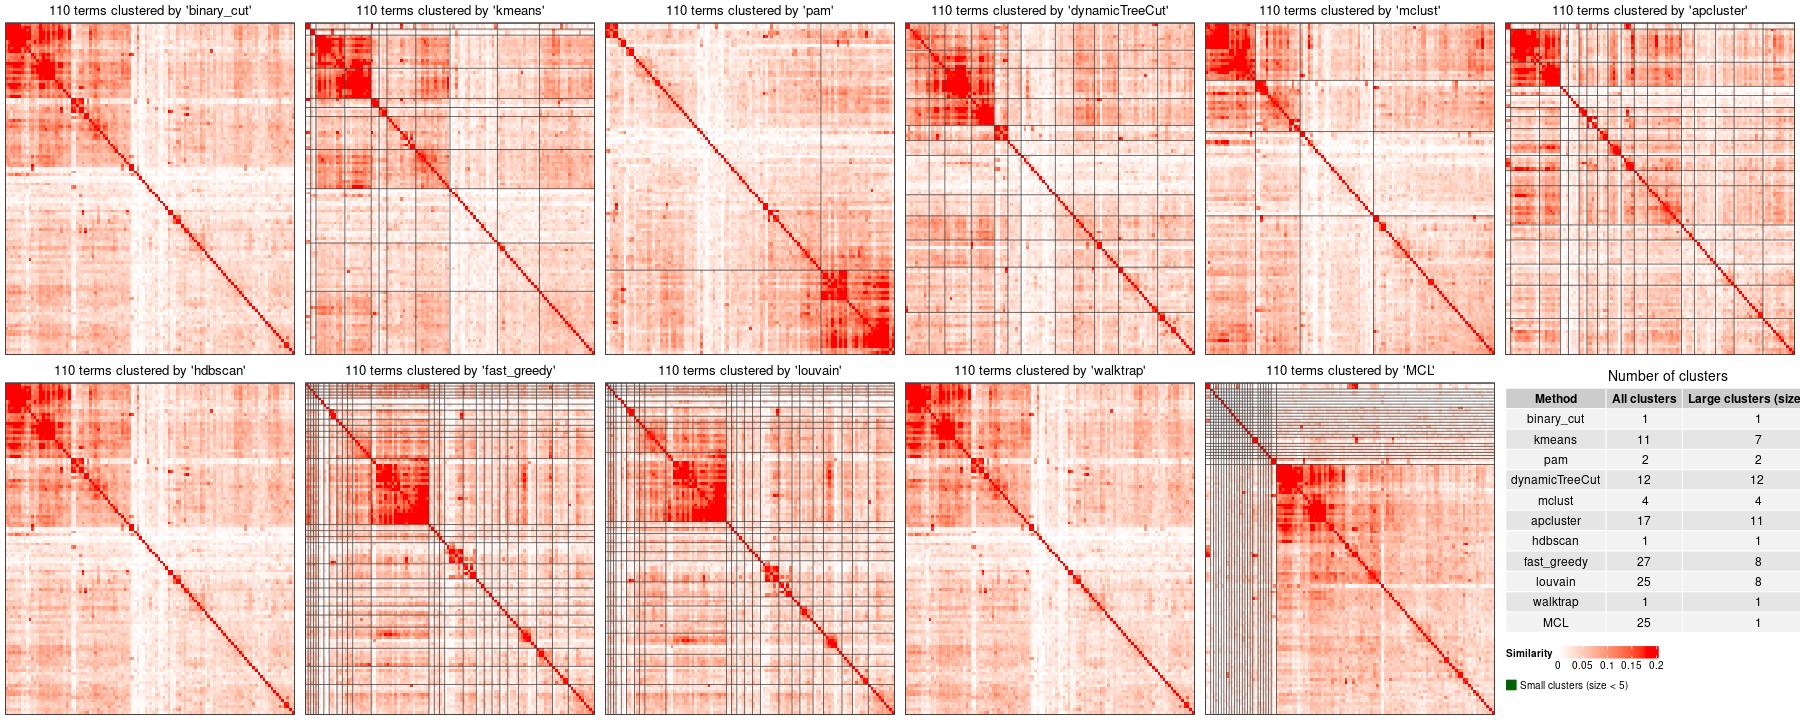 110 terms clustered by 'binary_cut'
110 terms clustered by 'kmeans'
110 terms clustered by 'pam'
110 terms clustered by 'dynamicTreeCut'
110 terms clustered by 'mclust'
110 terms clustered by 'apcluster'
110 terms clustered by 'hdbscan'
110 terms clustered by 'fast_greedy'
110 terms clustered by 'louvain'
110 terms clustered by 'walktrap'
110 terms clustered by 'MCL'
Number of clusters
Method All clusters Large clusters (size
binary_cut 1 1
kmeans 11 7
pam 2 2
dynamicTreeCut 12 12
mclust 4 4
apcluster 17 11
hdbscan 1 1
fast_greedy 27 8
louvain 25 8
walktrap 1 1
MCL 25 1
Similarity
0 0.05 0.1 0.15 0.2
Small clusters (size < 5)